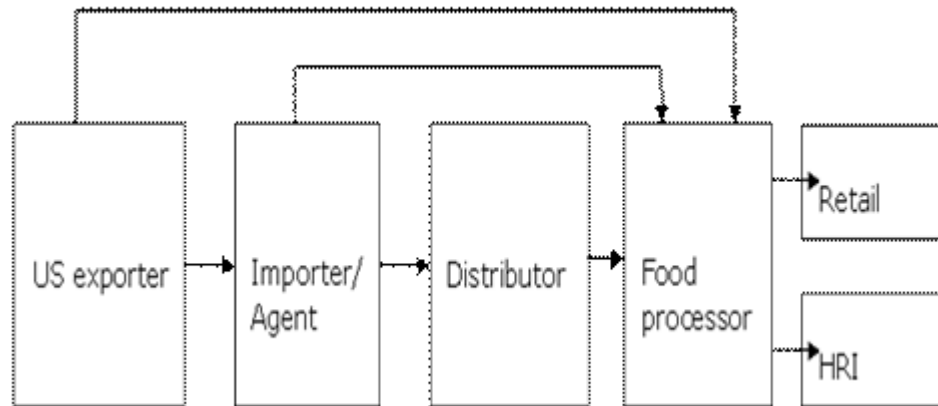 US exporter
Importer/
Agent
Distributor
Food
processor
Retail
HRI